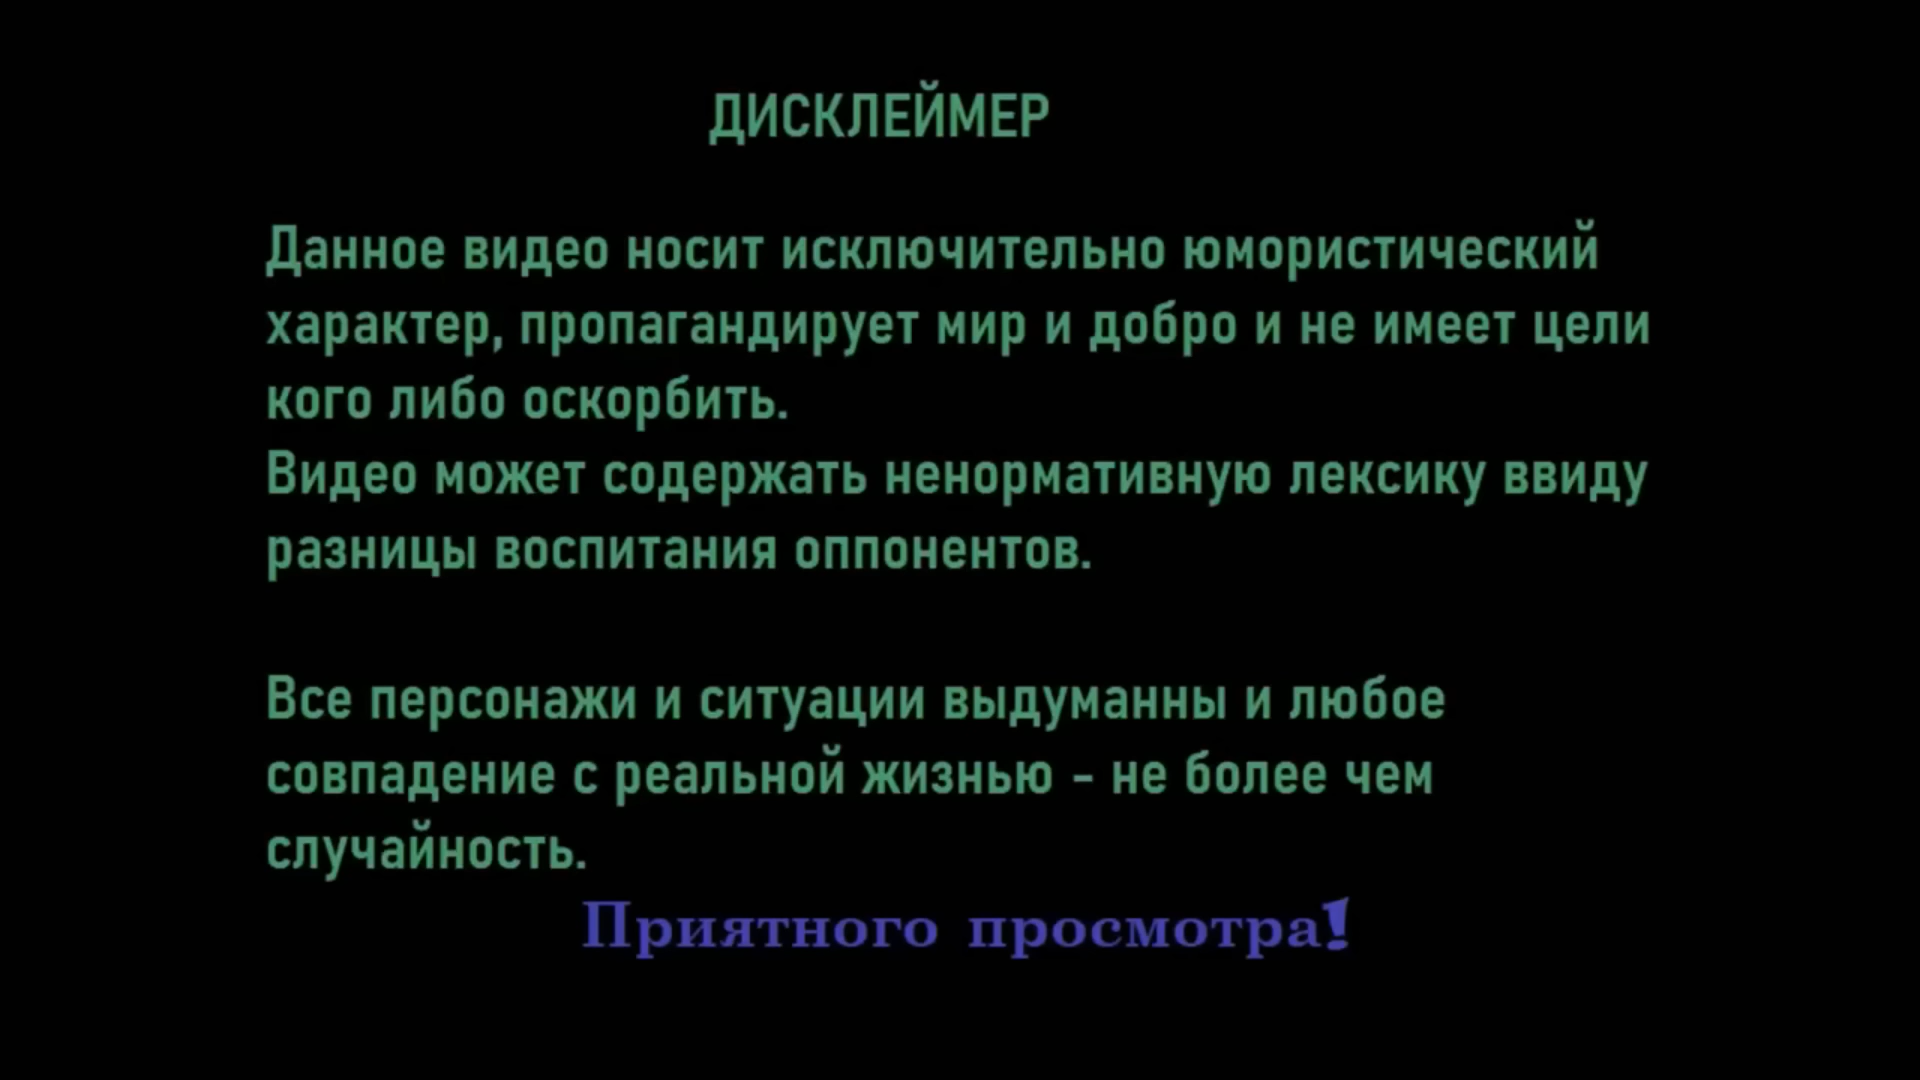 ДИСКЛЕЙМЕР
Данное видео носит исключительно юмористический
характер, пропагандирует мир и добро и не имеет цели
кого либо оскорбить.
Видео может содержать ненормативную лексику ввиду
разницы воспитания оппонентов.
Все персонажи и ситуации выдуманны и любое
совпадение с реальной жизнью - не более чем
случайность.
Приятного просмотра!